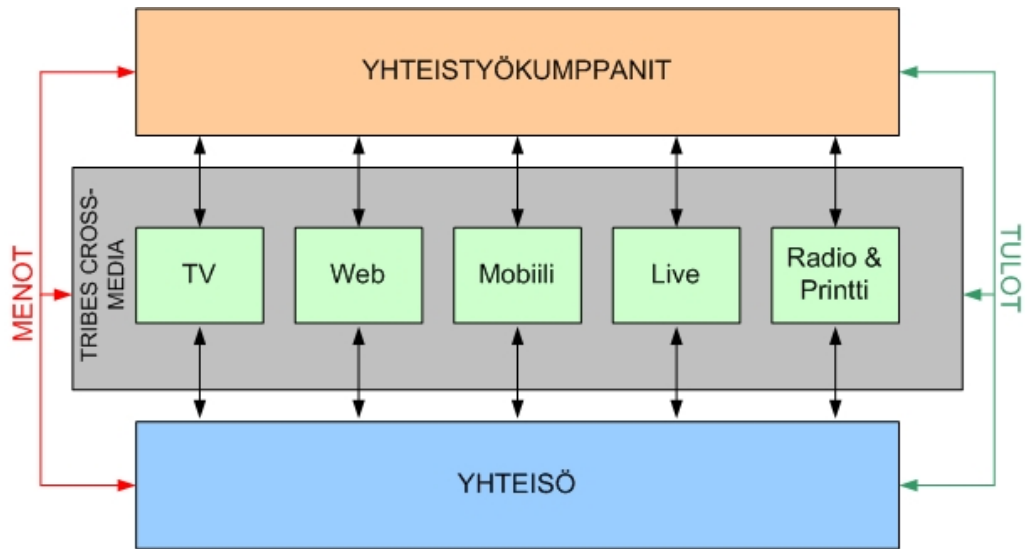 YHTEISTYÖKUMPPANIT
TRIBES CROSS-
MEDIA
MENOT
TV
Web
Mobiili
Live
Radio &
Printti
TULOT
YHTEISÖ